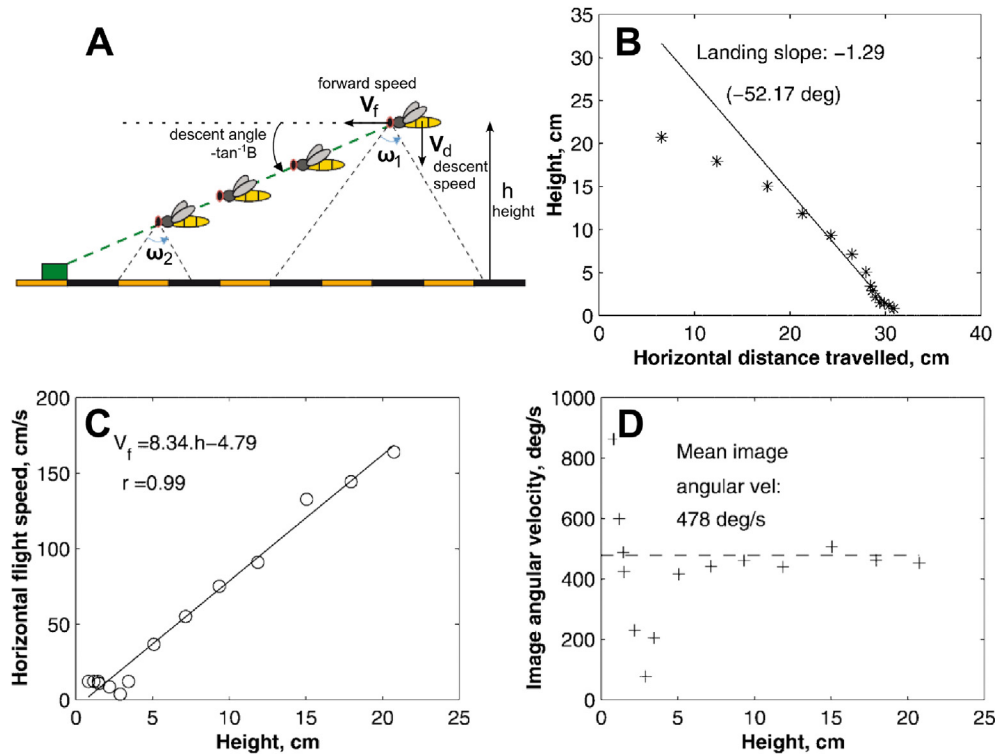 A
forward speed
V_f
descent angle
-tan⁻¹B
ω₁
V_d
descent
speed
h
height
ω₂
B
Landing slope: −1.29
(−52.17 deg)
Height, cm
35
30
25
20
15
10
5
0
0 10 20 30 40
Horizontal distance travelled, cm
C
V_f =8.34.h−4.79
r=0.99
Horizontal flight speed, cm/s
200
150
100
50
0
0 5 10 15 20 25
Height, cm
D
Mean image
angular vel:
478 deg/s
Image angular velocity, deg/s
1000
800
600
400
200
0
0 5 10 15 20 25
Height, cm